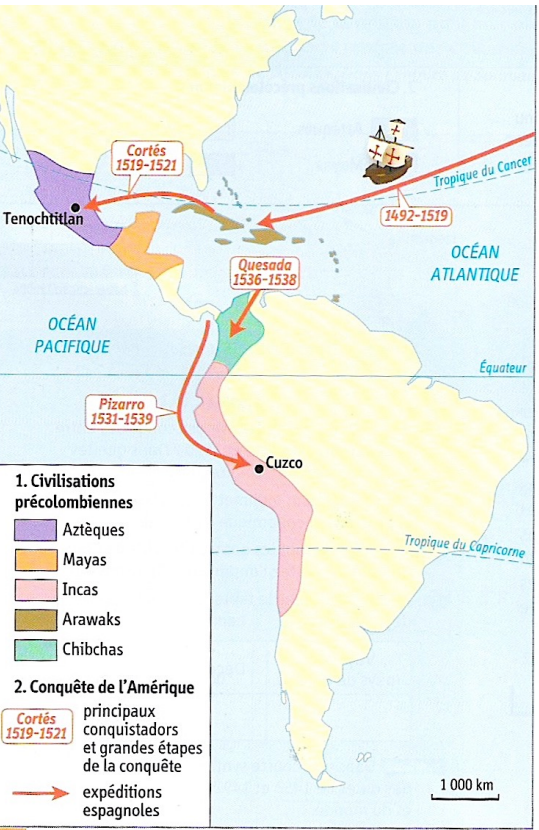 Cortés
1519-1521
Tropique du Cancer
Tenochtitlan
1492-1519
OCÉAN
ATLANTIQUE
Quesada
1536-1538
OCÉAN
PACIFIQUE
Équateur
Pizarro
1531-1539
Cuzco
Tropique du Capricorne
1. Civilisations
précolombiennes
Aztèques
Mayas
Incas
Arawaks
Chibchas
2. Conquête de l'Amérique
Cortés
1519-1521
principaux
conquistadors
et grandes étapes
de la conquête
expéditions
espagnoles
1 000 km